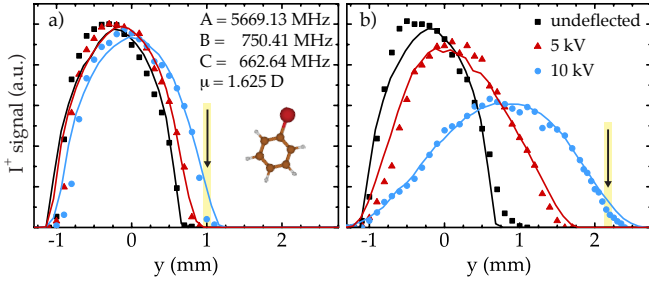 a)
A = 5669.13 MHz
B = 750.41 MHz
C = 662.64 MHz
μ = 1.625 D
b)
undeflected
5 kV
10 kV
I+ signal (a.u.)
-1 0 1 2
-1 0 1 2
y (mm)
y (mm)